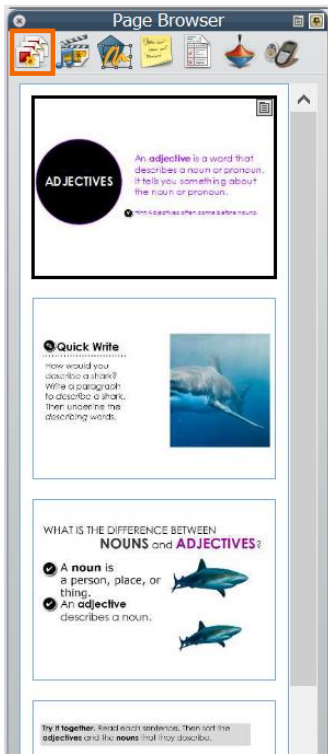 Page Browser
ADJECTIVES
An adjective is a word that
describes a noun or pronoun.
It tells you something about
the noun or pronoun.
Hint: Adjectives often come before nouns.
Quick Write
How would you
describe a shark?
Write a paragraph
to describe a shark.
Then underline the
describing words.
WHAT IS THE DIFFERENCE BETWEEN
NOUNS and ADJECTIVES?
A noun is
a person, place, or
thing.
An adjective
describes a noun.
Try it together. Read each sentence. Then sort the
adjectives and the nouns that they describe.